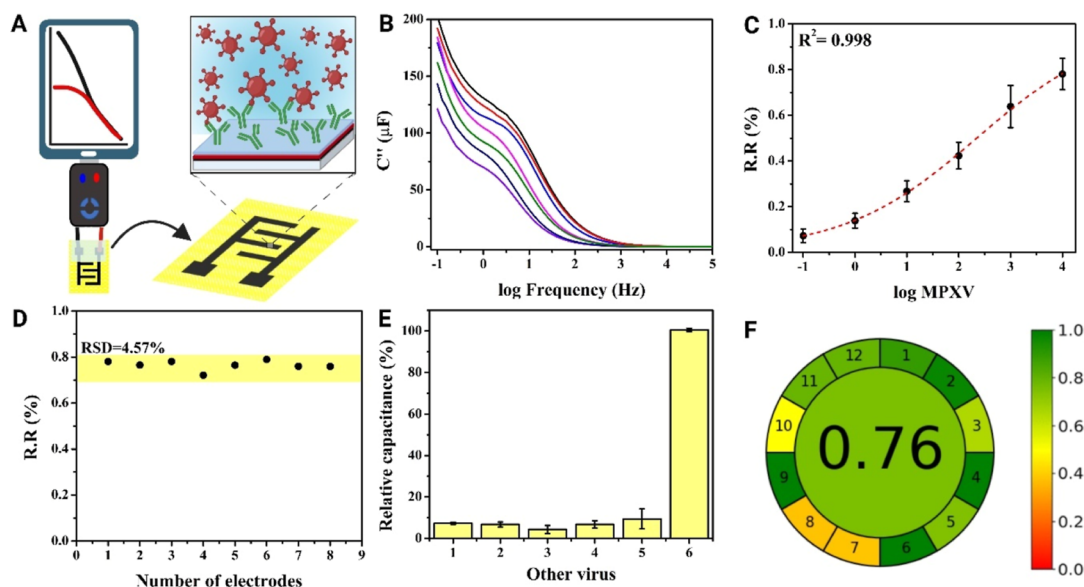 A
B
C
200
150
100
50
0
C'' (μF)
-1 0 1 2 3 4 5
log Frequency (Hz)
R²= 0.998
1.0
0.8
0.6
0.4
0.2
0.0
R.R (%)
-1 0 1 2 3 4
log MPXV
D
E
F
RSD=4.57%
1.0
0.8
0.6
0.4
0.2
0.0
R.R (%)
0 1 2 3 4 5 6 7 8 9
Number of electrodes
100
80
60
40
20
0
Relative capacitance (%)
1 2 3 4 5 6
Other virus
1
2
3
4
5
6
7
8
9
10
11
12
0.76
1.0
0.8
0.6
0.4
0.2
0.0